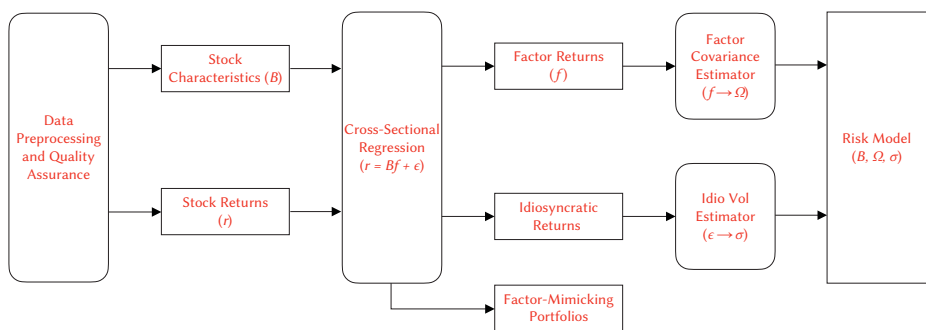 Data
Preprocessing
and Quality
Assurance
Stock
Characteristics (B)
Stock Returns
(r)
Cross-Sectional
Regression
(r = Bf + ϵ)
Factor Returns
(f)
Idiosyncratic
Returns
Factor-Mimicking
Portfolios
Factor
Covariance
Estimator
(f → Ω)
Idio Vol
Estimator
(ϵ → σ)
Risk Model
(B, Ω, σ)